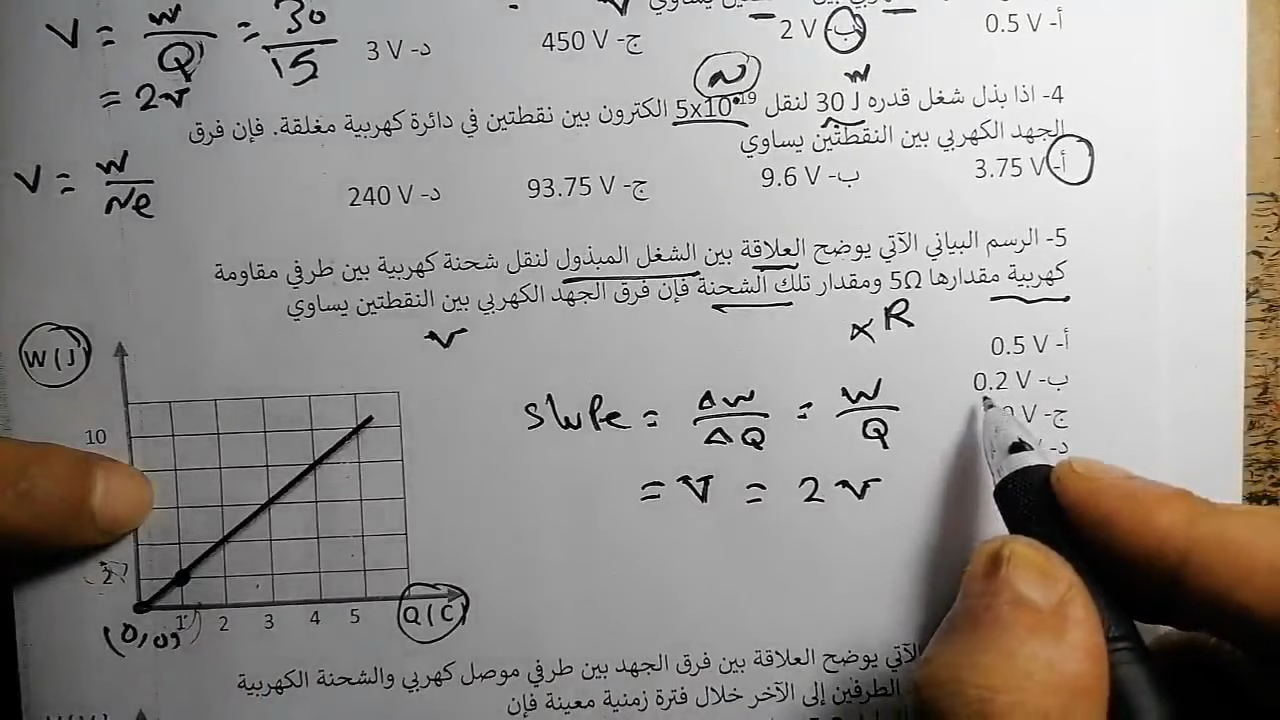 V = W/Q = 30/15
= 2v
يساوي
أ- 0.5 V
ب- 2 V
ج- 450 V
د- 3 V
N
W
4- اذا بذل شغل قدره 30 J لنقل 5x10^19 الكترون بين نقطتين في دائرة كهربية مغلقة. فإن فرق
الجهد الكهربي بين النقطتين يساوي
V = W/Ne
أ- 3.75 V
ب- 9.6 V
ج- 93.75 V
د- 240 V
5- الرسم البياني الآتي يوضح العلاقة بين الشغل المبذول لنقل شحنة كهربية بين طرفي مقاومة
كهربية مقدارها 5Ω ومقدار تلك الشحنة فإن فرق الجهد الكهربي بين النقطتين يساوي
v
× R
أ- 0.5 V
ب- 0.2 V
ج- V
د-
Slope = ΔW/ΔQ = W/Q
= V = 2 v
W (J)
10
2
1 2 3 4 5
Q (C)
(0,0)
الآتي يوضح العلاقة بين فرق الجهد بين طرفي موصل كهربي والشحنة الكهربية
الطرفين إلى الآخر خلال فترة زمنية معينة فإن